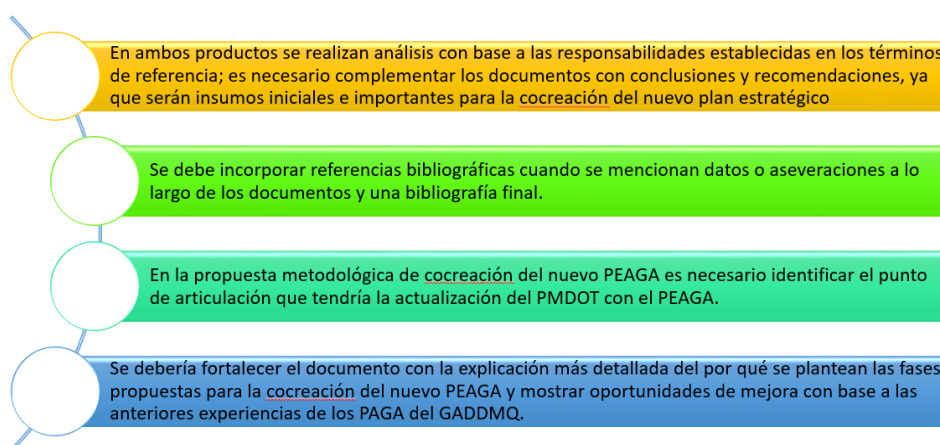 En ambos productos se realizan análisis con base a las responsabilidades establecidas en los términos
de referencia; es necesario complementar los documentos con conclusiones y recomendaciones, ya
que serán insumos iniciales e importantes para la cocreación del nuevo plan estratégico
Se debe incorporar referencias bibliográficas cuando se mencionan datos o aseveraciones a lo
largo de los documentos y una bibliografía final.
En la propuesta metodológica de cocreación del nuevo PEAGA es necesario identificar el punto
de articulación que tendría la actualización del PMDOT con el PEAGA.
Se debería fortalecer el documento con la explicación más detallada del por qué se plantean las fases
propuestas para la cocreación del nuevo PEAGA y mostrar oportunidades de mejora con base a las
anteriores experiencias de los PAGA del GADDMQ.